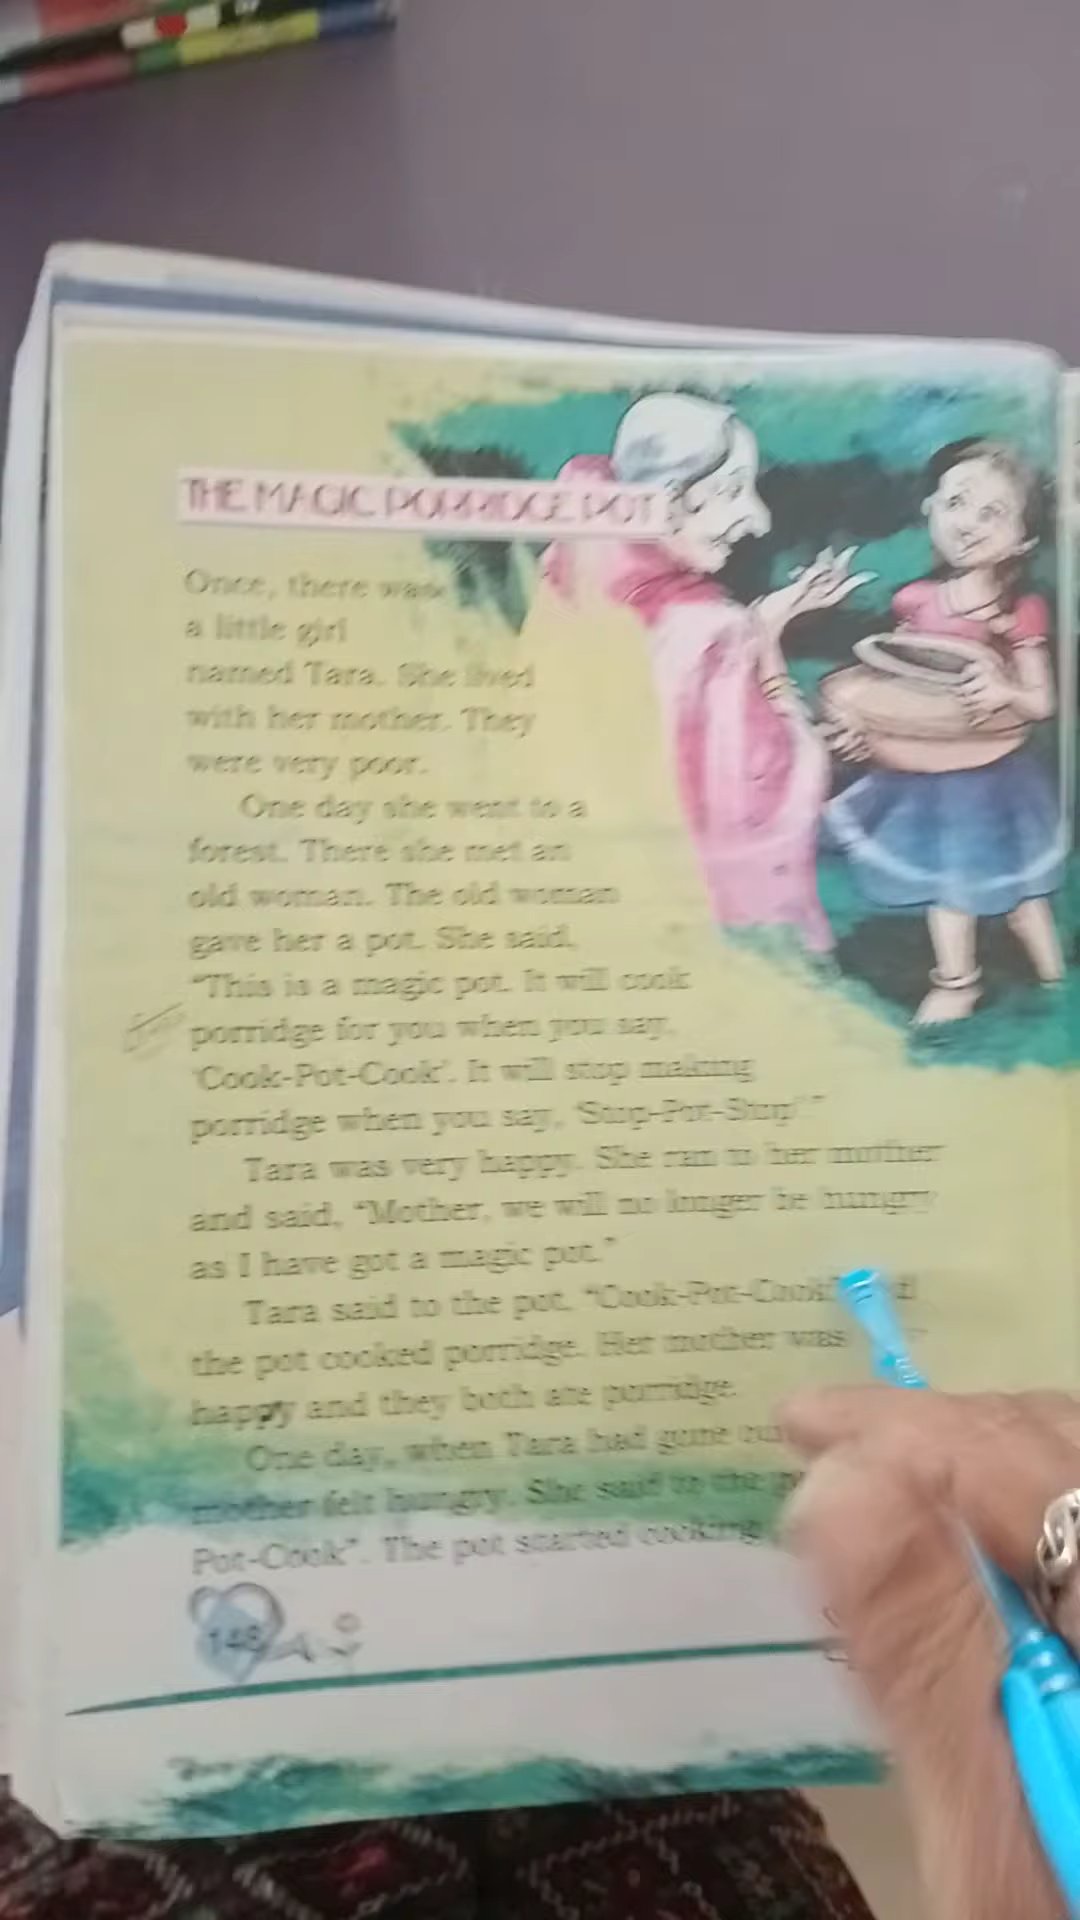 THE MAGIC PORRIDGE POT
Once, there was
a little girl
named Tara. She lived
with her mother. They
were very poor.
One day she went to a
forest. There she met an
old woman. The old woman
gave her a pot. She said,
"This is a magic pot. It will cook
porridge for you when you say,
'Cook-Pot-Cook'. It will stop making
porridge when you say, 'Stop-Pot-Stop'."
Tara was very happy. She ran to her mother
and said, "Mother, we will no longer be hungry
as I have got a magic pot."
Tara said to the pot, "Cook-Pot-Cook"
the pot cooked porridge. Her mother was
happy and they both ate porridge.
One day, when Tara had gone
mother felt hungry. She said to the
Pot-Cook". The pot started cooking
148